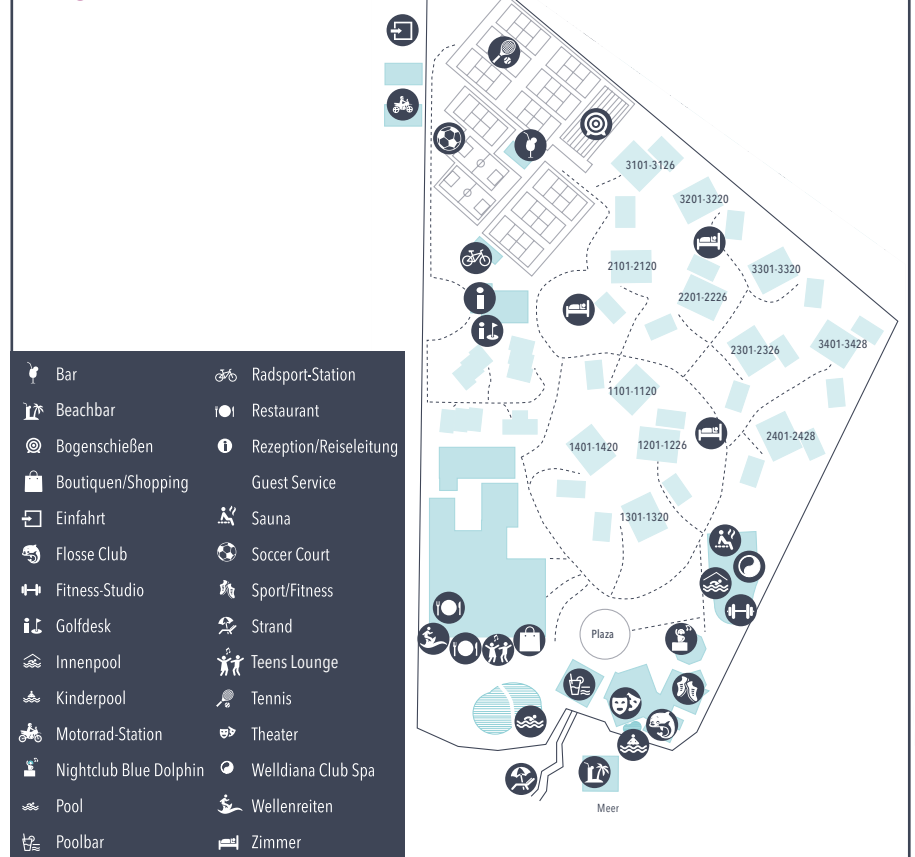 3101-3126
3201-3220
2101-2120
3301-3320
2201-2226
2301-2326
3401-3428
1101-1120
2401-2428
1401-1420
1201-1226
1301-1320
Plaza
Meer
Bar
Beachbar
Bogenschießen
Boutiquen/Shopping
Einfahrt
Flosse Club
Fitness-Studio
Golfdesk
Innenpool
Kinderpool
Motorrad-Station
Nightclub Blue Dolphin
Pool
Poolbar
Radsport-Station
Restaurant
Rezeption/Reiseleitung
Guest Service
Sauna
Soccer Court
Sport/Fitness
Strand
Teens Lounge
Tennis
Theater
Welldiana Club Spa
Wellenreiten
Zimmer